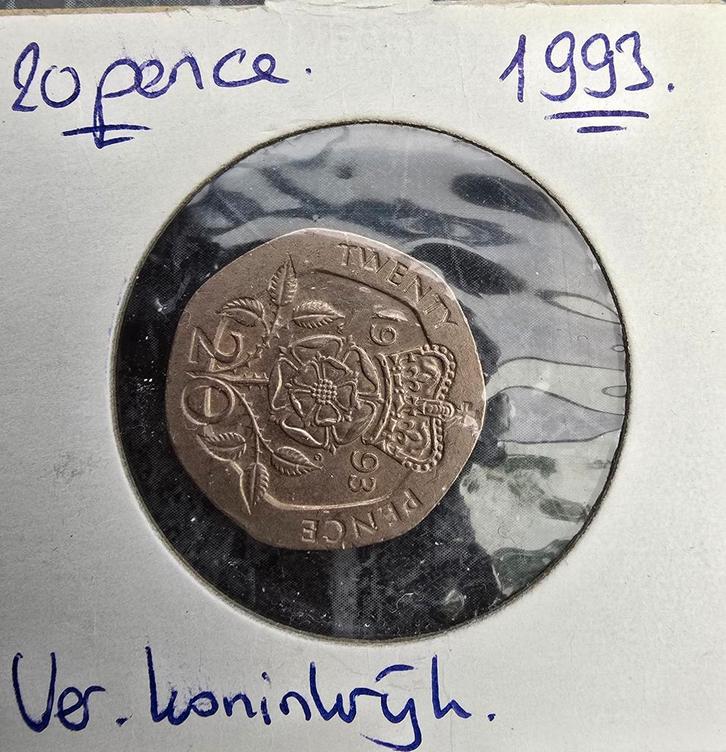 20 pence. 1993.
TWENTY
19 93
20
PENCE
Ver. koninkrijk.